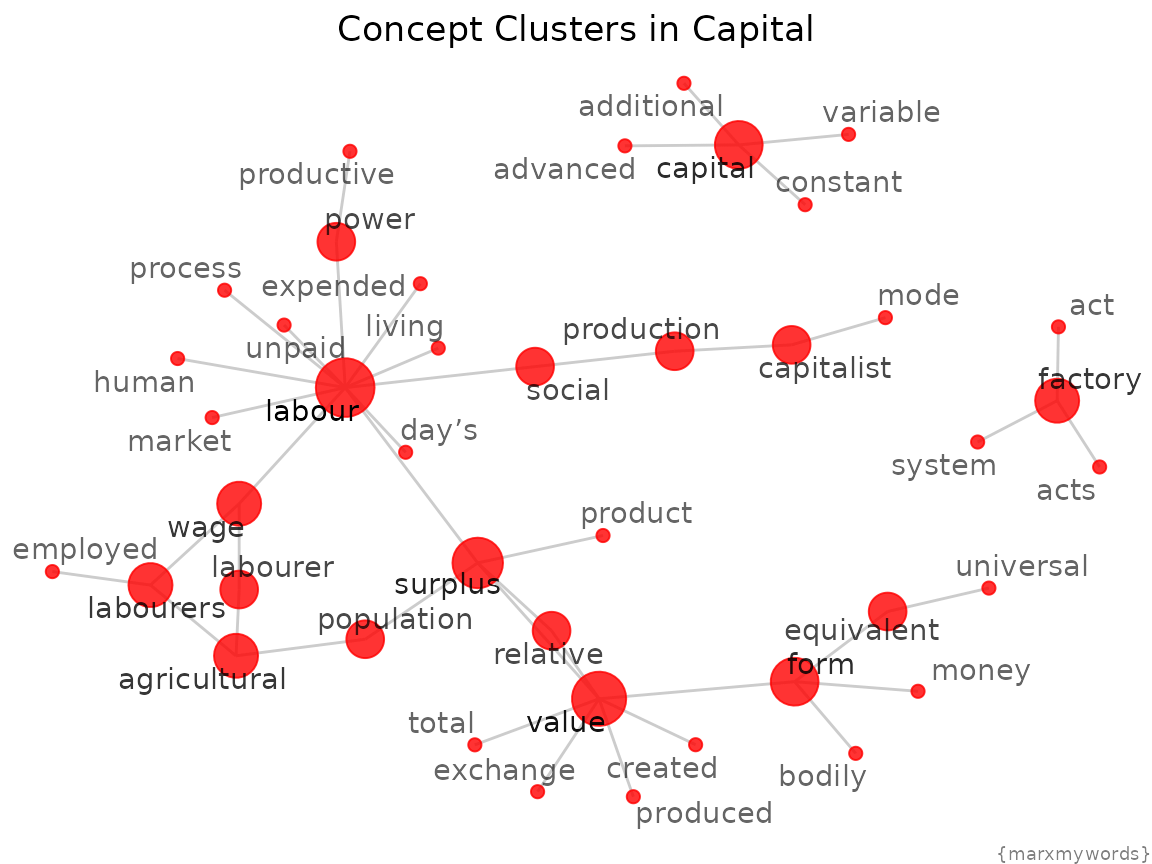 Concept Clusters in Capital
additional
variable
advanced
capital
constant
productive
power
process
expended
mode
act
living
production
unpaid
capitalist
factory
human
social
labour
market
day’s
system
acts
product
wage
employed
labourer
universal
surplus
labourers
population
equivalent
relative
form
money
agricultural
total
value
exchange
created
bodily
produced
{marxmywords}